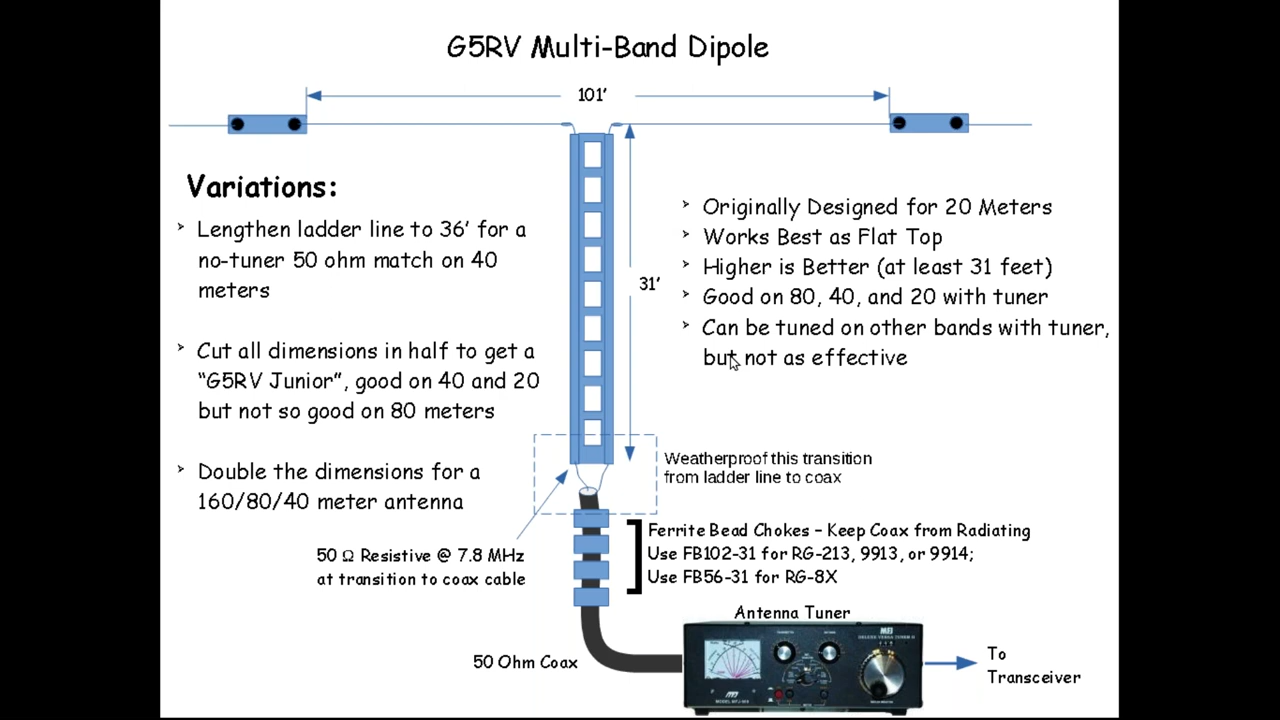 G5RV Multi-Band Dipole
101'
Variations:
➢ Lengthen ladder line to 36' for a
no-tuner 50 ohm match on 40
meters
➢ Cut all dimensions in half to get a
"G5RV Junior", good on 40 and 20
but not so good on 80 meters
➢ Double the dimensions for a
160/80/40 meter antenna
31'
➢ Originally Designed for 20 Meters
➢ Works Best as Flat Top
➢ Higher is Better (at least 31 feet)
➢ Good on 80, 40, and 20 with tuner
➢ Can be tuned on other bands with tuner,
but not as effective
Weatherproof this transition
from ladder line to coax
50 Ω Resistive @ 7.8 MHz
at transition to coax cable
Ferrite Bead Chokes – Keep Coax from Radiating
Use FB102-31 for RG-213, 9913, or 9914;
Use FB56-31 for RG-8X
Antenna Tuner
50 Ohm Coax
MFJ
DELUXE VERSA TUNER II
MFJ
To
Transceiver